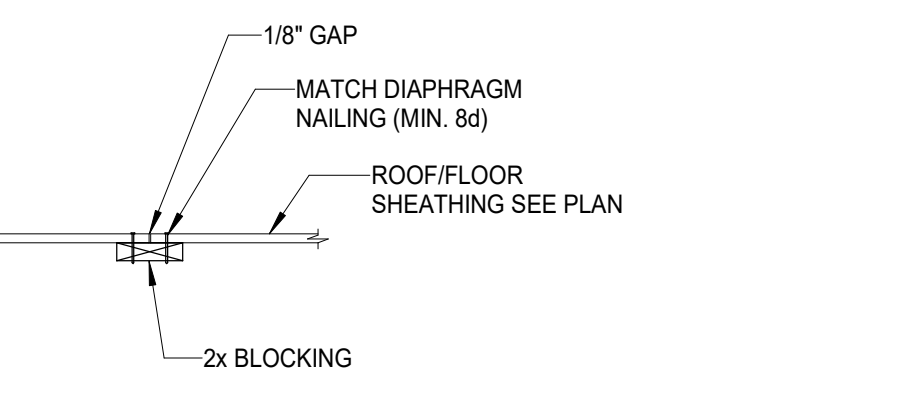 1/8" GAP
MATCH DIAPHRAGM
NAILING (MIN. 8d)
ROOF/FLOOR
SHEATHING SEE PLAN
2x BLOCKING